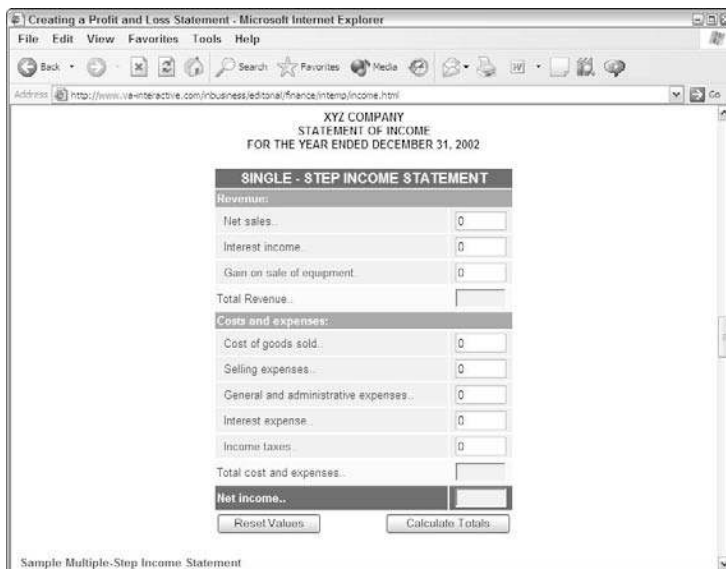 Creating a Profit and Loss Statement - Microsoft Internet Explorer
File Edit View Favorites Tools Help
Back Search Favorites Media
Address http://www.va-interactive.com/inbusiness/editorial/finance/intemp/income.html Go
XYZ COMPANY
STATEMENT OF INCOME
FOR THE YEAR ENDED DECEMBER 31, 2002
SINGLE - STEP INCOME STATEMENT
Revenue:
Net sales.. 0
Interest income.. 0
Gain on sale of equipment.. 0
Total Revenue..
Costs and expenses:
Cost of goods sold.. 0
Selling expenses.. 0
General and administrative expenses.. 0
Interest expense.. 0
Income taxes.. 0
Total cost and expenses..
Net income..
Reset Values Calculate Totals
Sample Multiple-Step Income Statement